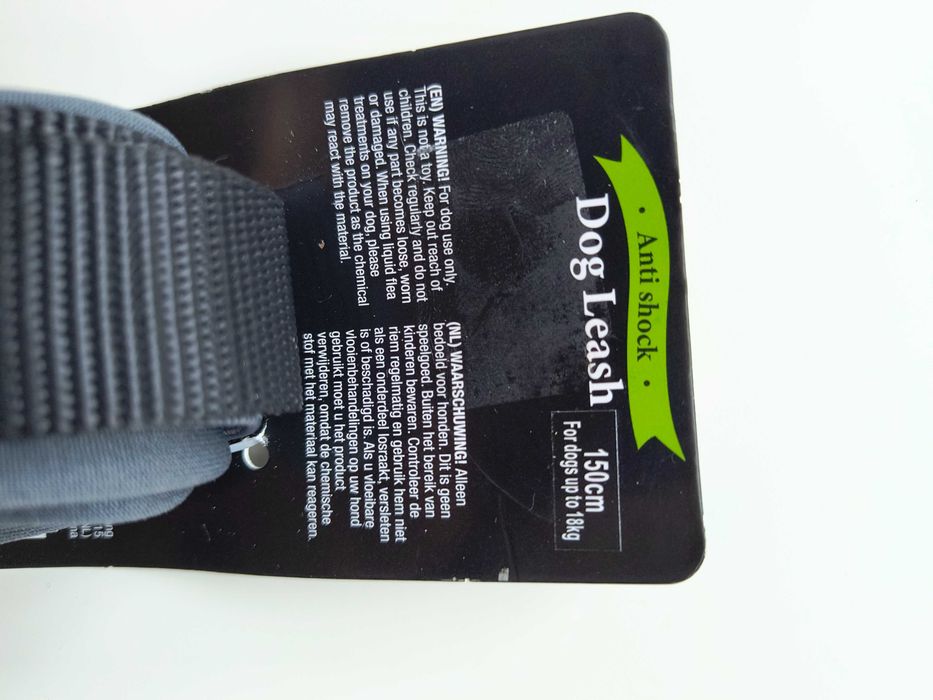 • Anti shock •
Dog Leash
150cm
For dogs up to 18kg
(EN) WARNING! For dog use only.
This is not a toy. Keep out reach of
children. Check regularly and do not
use if any part becomes loose, worn
or damaged. When using liquid flea
treatments on your dog, please
remove the product as the chemical
may react with the material.
(NL) WAARSCHUWING! Alleen
bedoeld voor honden. Dit is geen
speelgoed. Buiten het bereik van
kinderen bewaren. Controleer de
riem regelmatig en gebruik hem niet
als een onderdeel losraakt, versleten
is of beschadigd is. Als u vloeibare
vlooienbehandelingen op uw hond
gebruikt moet u het product
verwijderen, omdat de chemische
stof met het materiaal kan reageren.